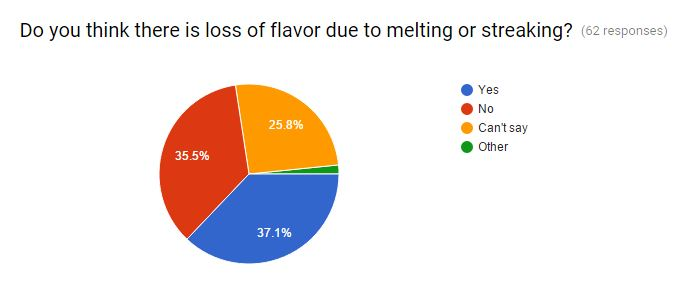 Do you think there is loss of flavor due to melting or streaking? (62 responses)
Yes
No
Can't say
Other
25.8%
35.5%
37.1%